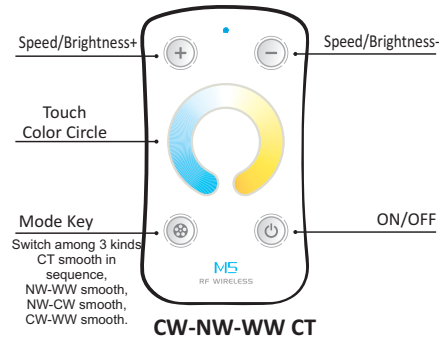 Speed/Brightness+
Speed/Brightness-
Touch
Color Circle
Mode Key
Switch among 3 kinds
CT smooth in
sequence,
NW-WW smooth,
NW-CW smooth,
CW-WW smooth.
ON/OFF
M5
RF WIRELESS
CW-NW-WW CT